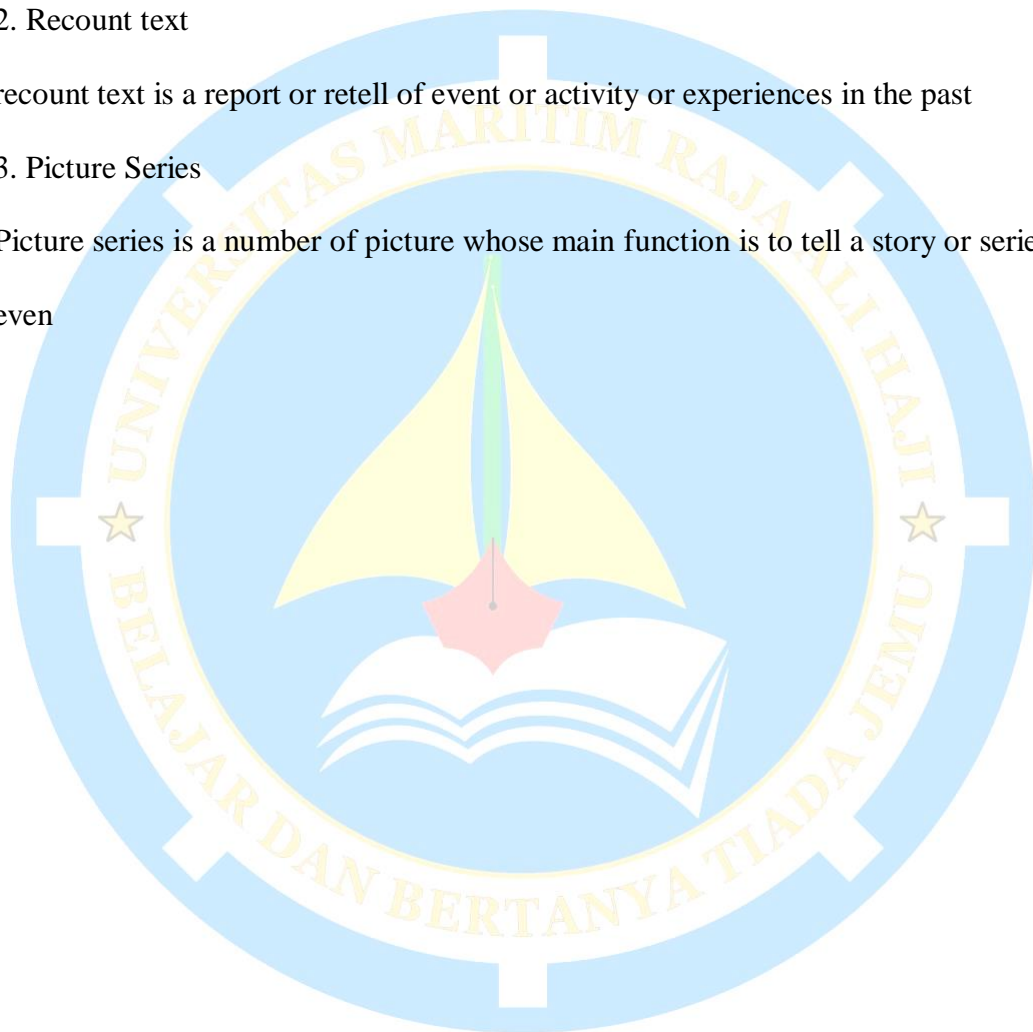 2. Recount text
recount text is a report or retell of event or activity or experiences in the past
3. Picture Series
Picture series is a number of picture whose main function is to tell a story or serie
even
UNIVERSITAS MARITIM RAJA ALI HAJI
BELAJAR DAN BERTANYA TIADA JEMU